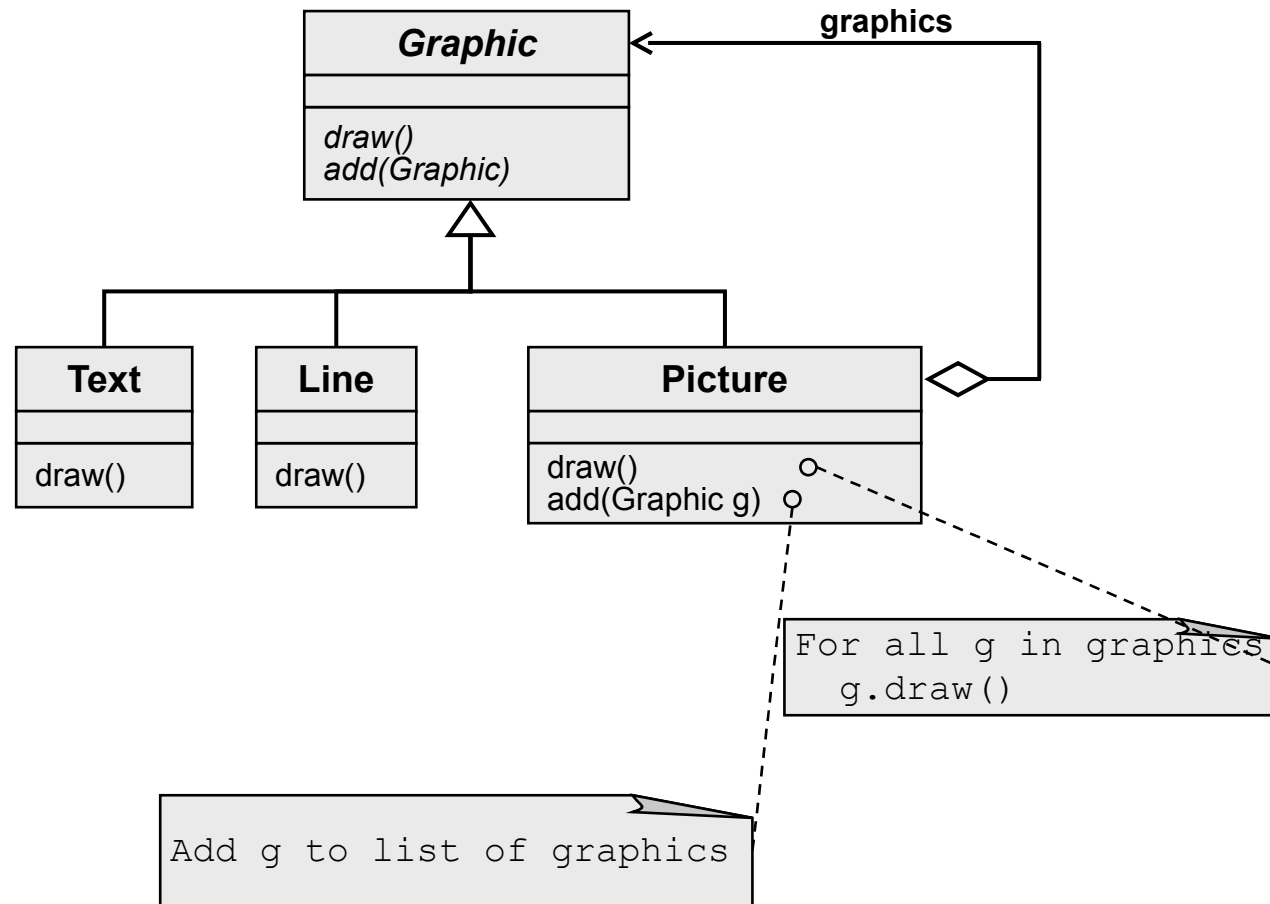 graphics
Graphic
draw()
add(Graphic)
Text
draw()
Line
draw()
Picture
draw()
add(Graphic g)
For all g in graphics
g.draw()
Add g to list of graphics